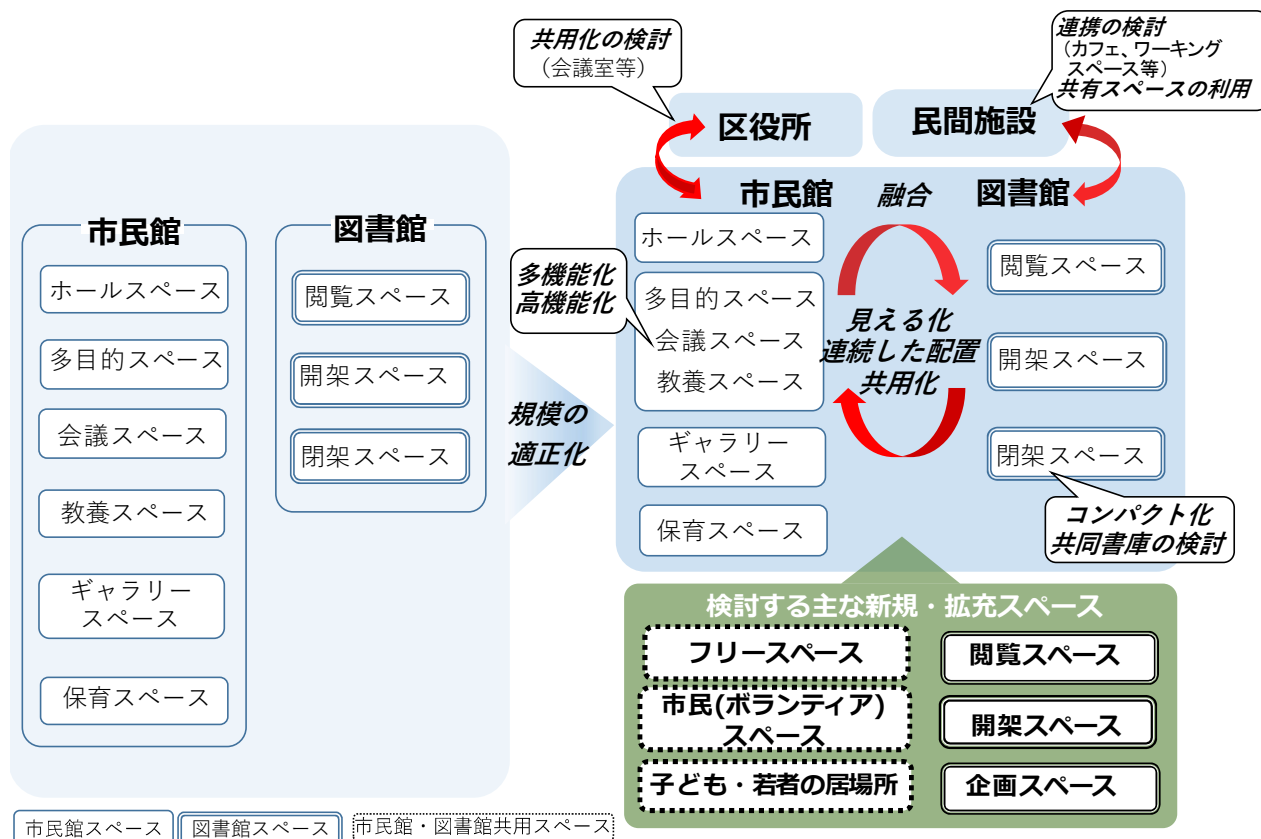 共用化の検討
（会議室等）
連携の検討
（カフェ、ワーキング
スペース等）
共有スペースの利用
区役所
民間施設
市民館
ホールスペース
多目的スペース
会議スペース
教養スペース
ギャラリー
スペース
保育スペース
図書館
閲覧スペース
開架スペース
閉架スペース
規模の
適正化
市民館
融合
図書館
ホールスペース
多目的スペース
会議スペース
教養スペース
ギャラリー
スペース
保育スペース
多機能化
高機能化
見える化
連続した配置
共用化
閲覧スペース
開架スペース
閉架スペース
コンパクト化
共同書庫の検討
検討する主な新規・拡充スペース
フリースペース
市民(ボランティア)
スペース
子ども・若者の居場所
閲覧スペース
開架スペース
企画スペース
市民館スペース
図書館スペース
市民館・図書館共用スペース